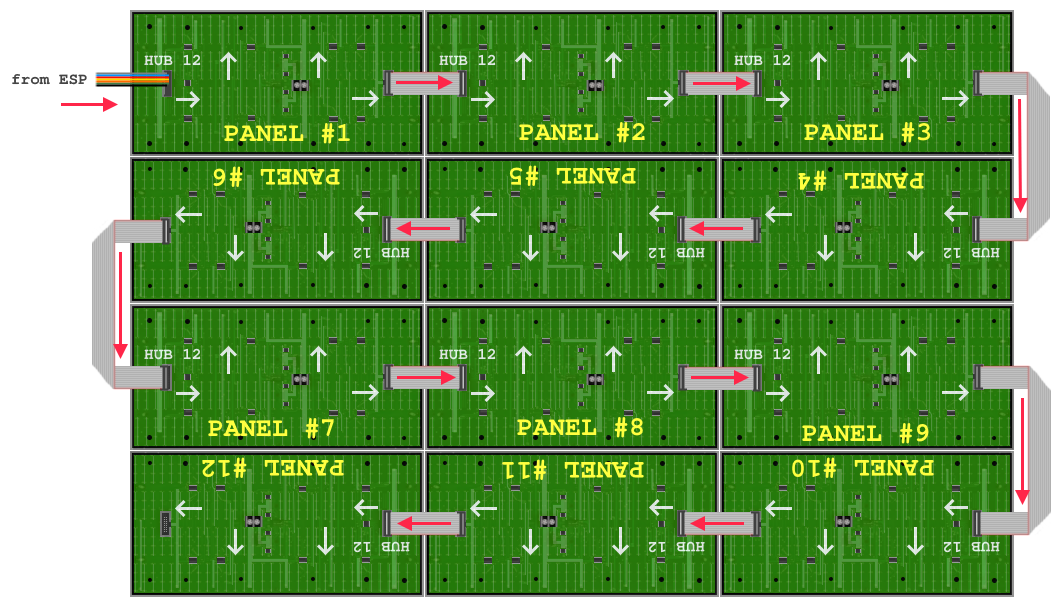 HUB 12
HUB 12
HUB 12
from ESP
PANEL #1
PANEL #2
PANEL #3
PANEL #6
PANEL #5
PANEL #4
HUB 12
HUB 12
HUB 12
HUB 12
HUB 12
HUB 12
PANEL #7
PANEL #8
PANEL #9
PANEL #12
PANEL #11
PANEL #10
HUB 12
HUB 12
HUB 12